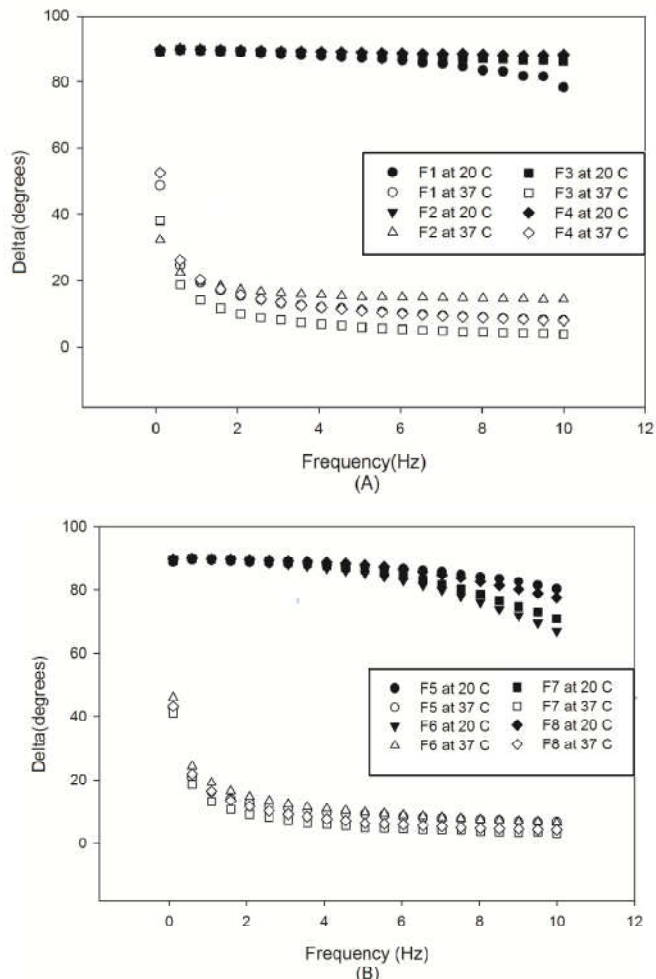 100
80
60
40
20
0
Delta(degrees)
F1 at 20 C
F1 at 37 C
F2 at 20 C
F2 at 37 C
F3 at 20 C
F3 at 37 C
F4 at 20 C
F4 at 37 C
0 2 4 6 8 10 12
Frequency(Hz)
(A)
100
80
60
40
20
0
Delta(degrees)
F5 at 20 C
F5 at 37 C
F6 at 20 C
F6 at 37 C
F7 at 20 C
F7 at 37 C
F8 at 20 C
F8 at 37 C
0 2 4 6 8 10 12
Frequency (Hz)
(B)